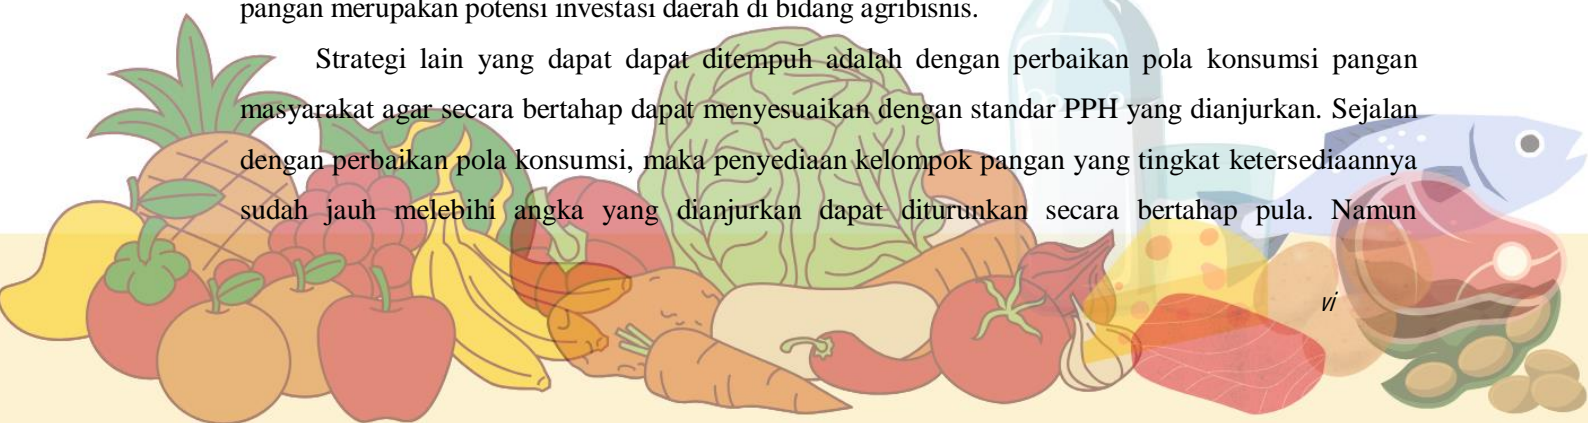 pangan merupakan potensi investasi daerah di bidang agribisnis.
Strategi lain yang dapat dapat ditempuh adalah dengan perbaikan pola konsumsi pangan
masyarakat agar secara bertahap dapat menyesuaikan dengan standar PPH yang dianjurkan. Sejalan
dengan perbaikan pola konsumsi, maka penyediaan kelompok pangan yang tingkat ketersediaannya
sudah jauh melebihi angka yang dianjurkan dapat diturunkan secara bertahap pula. Namun
vi